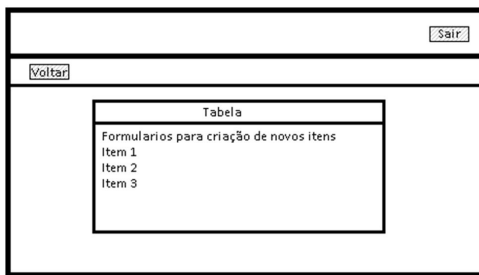 Sair
Voltar
Tabela
Formularios para criação de novos itens
Item 1
Item 2
Item 3